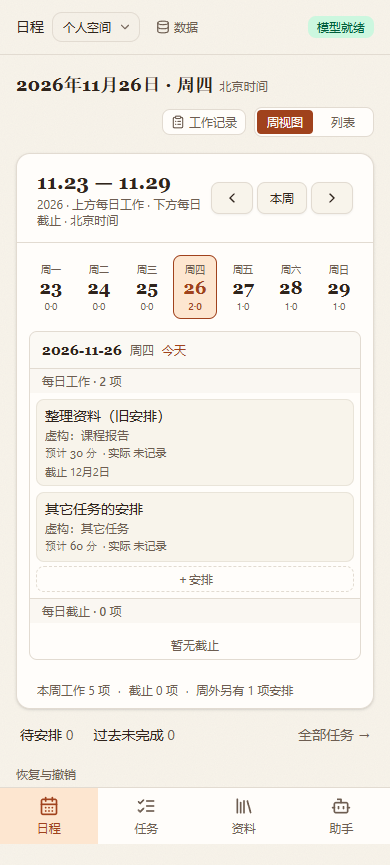 日程 个人空间 数据 模型就绪
2026年11月26日 · 周四 北京时间
工作记录 周视图 列表
11.23 — 11.29
2026 · 上方每日工作 · 下方每日
截止 · 北京时间
本周
周一 周二 周三 周四 周五 周六 周日
23 24 25 26 27 28 29
0·0 0·0 0·0 2·0 1·0 1·0 1·0
2026-11-26 周四 今天
每日工作 · 2 项
整理资料（旧安排）
虚构：课程报告
预计 30 分 · 实际 未记录
截止 12月2日
其它任务的安排
虚构：其它任务
预计 60 分 · 实际 未记录
+ 安排
每日截止 · 0 项
暂无截止
本周工作 5 项 · 截止 0 项 · 周外另有 1 项安排
待安排 0 过去未完成 0 全部任务 →
恢复与撤销
日程 任务 资料 助手